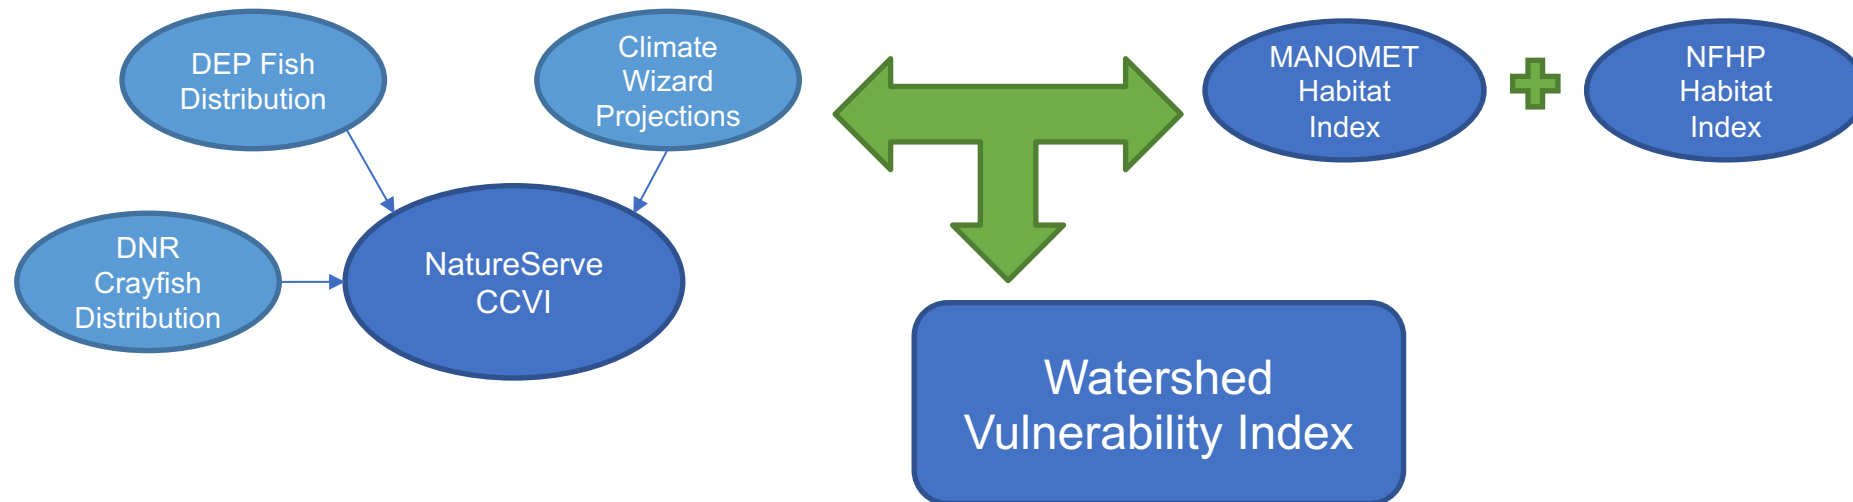 DEP Fish
Distribution
Climate
Wizard
Projections
MANOMET
Habitat
Index
NFHP
Habitat
Index
DNR
Crayfish
Distribution
NatureServe
CCVI
Watershed
Vulnerability Index